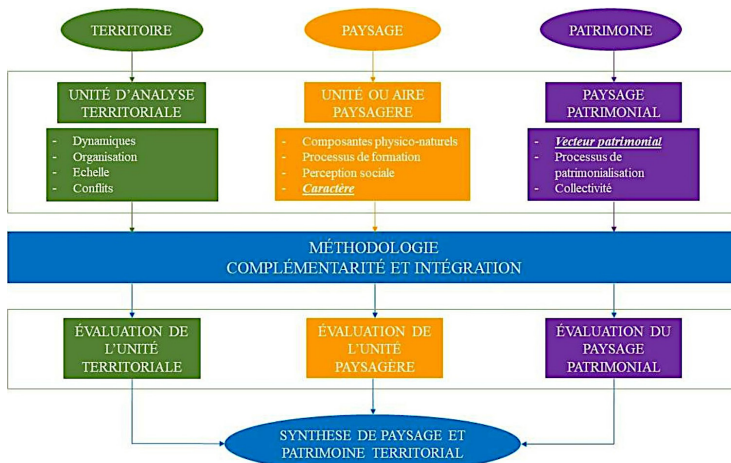 TERRITOIRE
PAYSAGE
PATRIMOINE
UNITÉ D'ANALYSE
TERRITORIALE
- Dynamiques
- Organisation
- Echelle
- Conflits
UNITÉ OU AIRE
PAYSAGÈRE
- Composantes physico-naturels
- Processus de formation
- Perception sociale
- Caractère
PAYSAGE
PATRIMONIAL
- Vecteur patrimonial
- Processus de
patrimonialisation
- Collectivité
MÉTHODOLOGIE
COMPLÉMENTARITÉ ET INTÉGRATION
ÉVALUATION DE
L'UNITÉ
TERRITORIALE
ÉVALUATION DE
L'UNITÉ
PAYSAGÈRE
ÉVALUATION DU
PAYSAGE
PATRIMONIAL
SYNTHESE DE PAYSAGE ET
PATRIMOINE TERRITORIAL